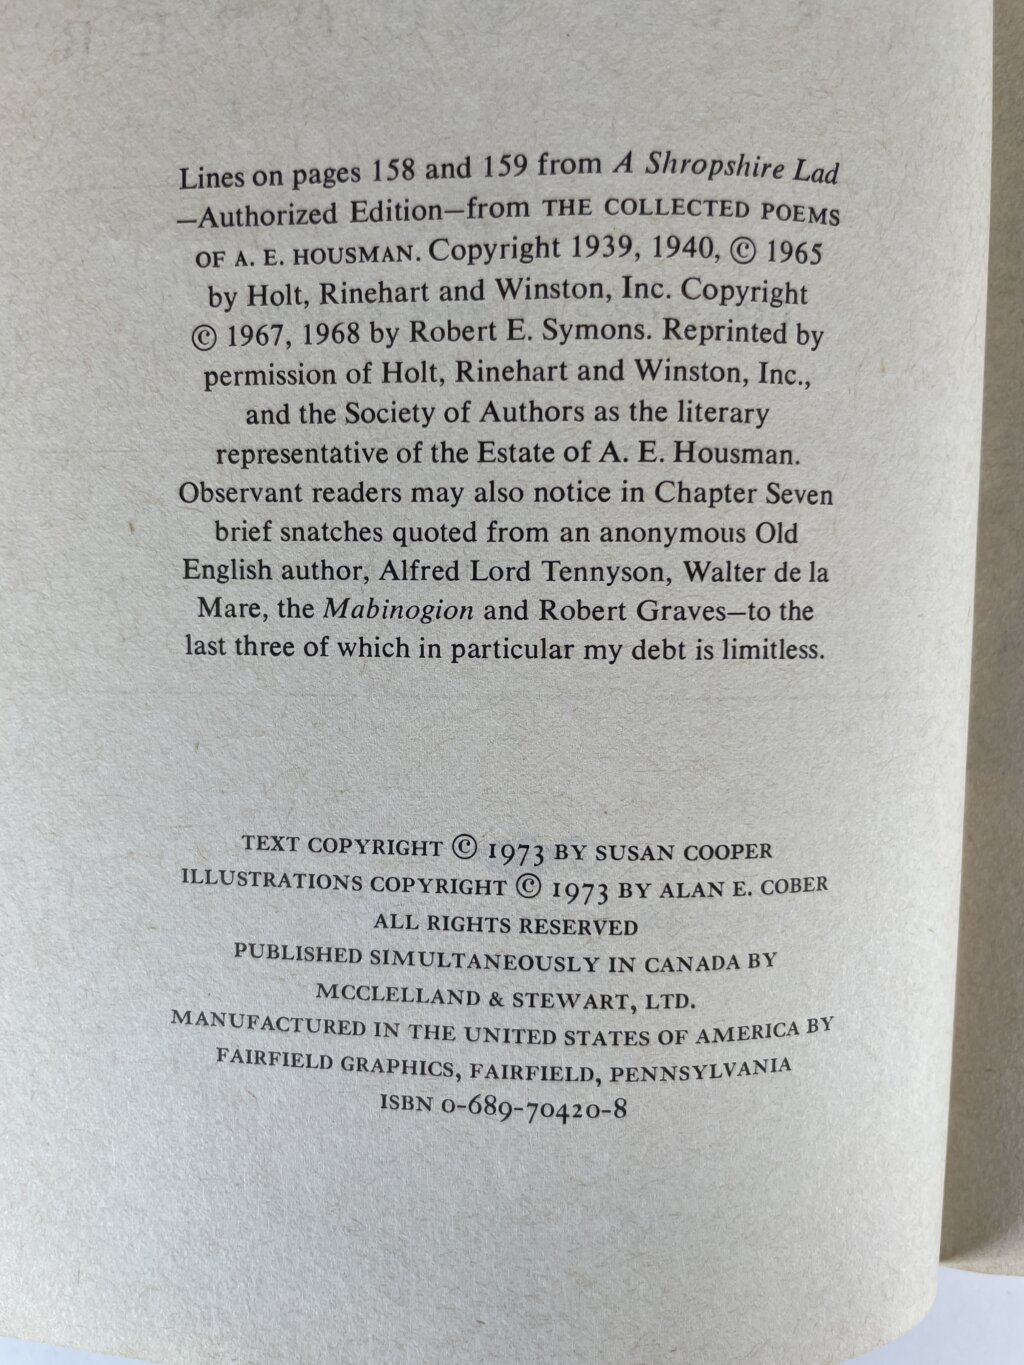 Lines on pages 158 and 159 from A Shropshire Lad
—Authorized Edition—from THE COLLECTED POEMS
OF A. E. HOUSMAN. Copyright 1939, 1940, © 1965
by Holt, Rinehart and Winston, Inc. Copyright
© 1967, 1968 by Robert E. Symons. Reprinted by
permission of Holt, Rinehart and Winston, Inc.,
and the Society of Authors as the literary
representative of the Estate of A. E. Housman.
Observant readers may also notice in Chapter Seven
brief snatches quoted from an anonymous Old
English author, Alfred Lord Tennyson, Walter de la
Mare, the Mabinogion and Robert Graves—to the
last three of which in particular my debt is limitless.
TEXT COPYRIGHT © 1973 BY SUSAN COOPER
ILLUSTRATIONS COPYRIGHT © 1973 BY ALAN E. COBER
ALL RIGHTS RESERVED
PUBLISHED SIMULTANEOUSLY IN CANADA BY
MCCLELLAND & STEWART, LTD.
MANUFACTURED IN THE UNITED STATES OF AMERICA BY
FAIRFIELD GRAPHICS, FAIRFIELD, PENNSYLVANIA
ISBN 0-689-70420-8